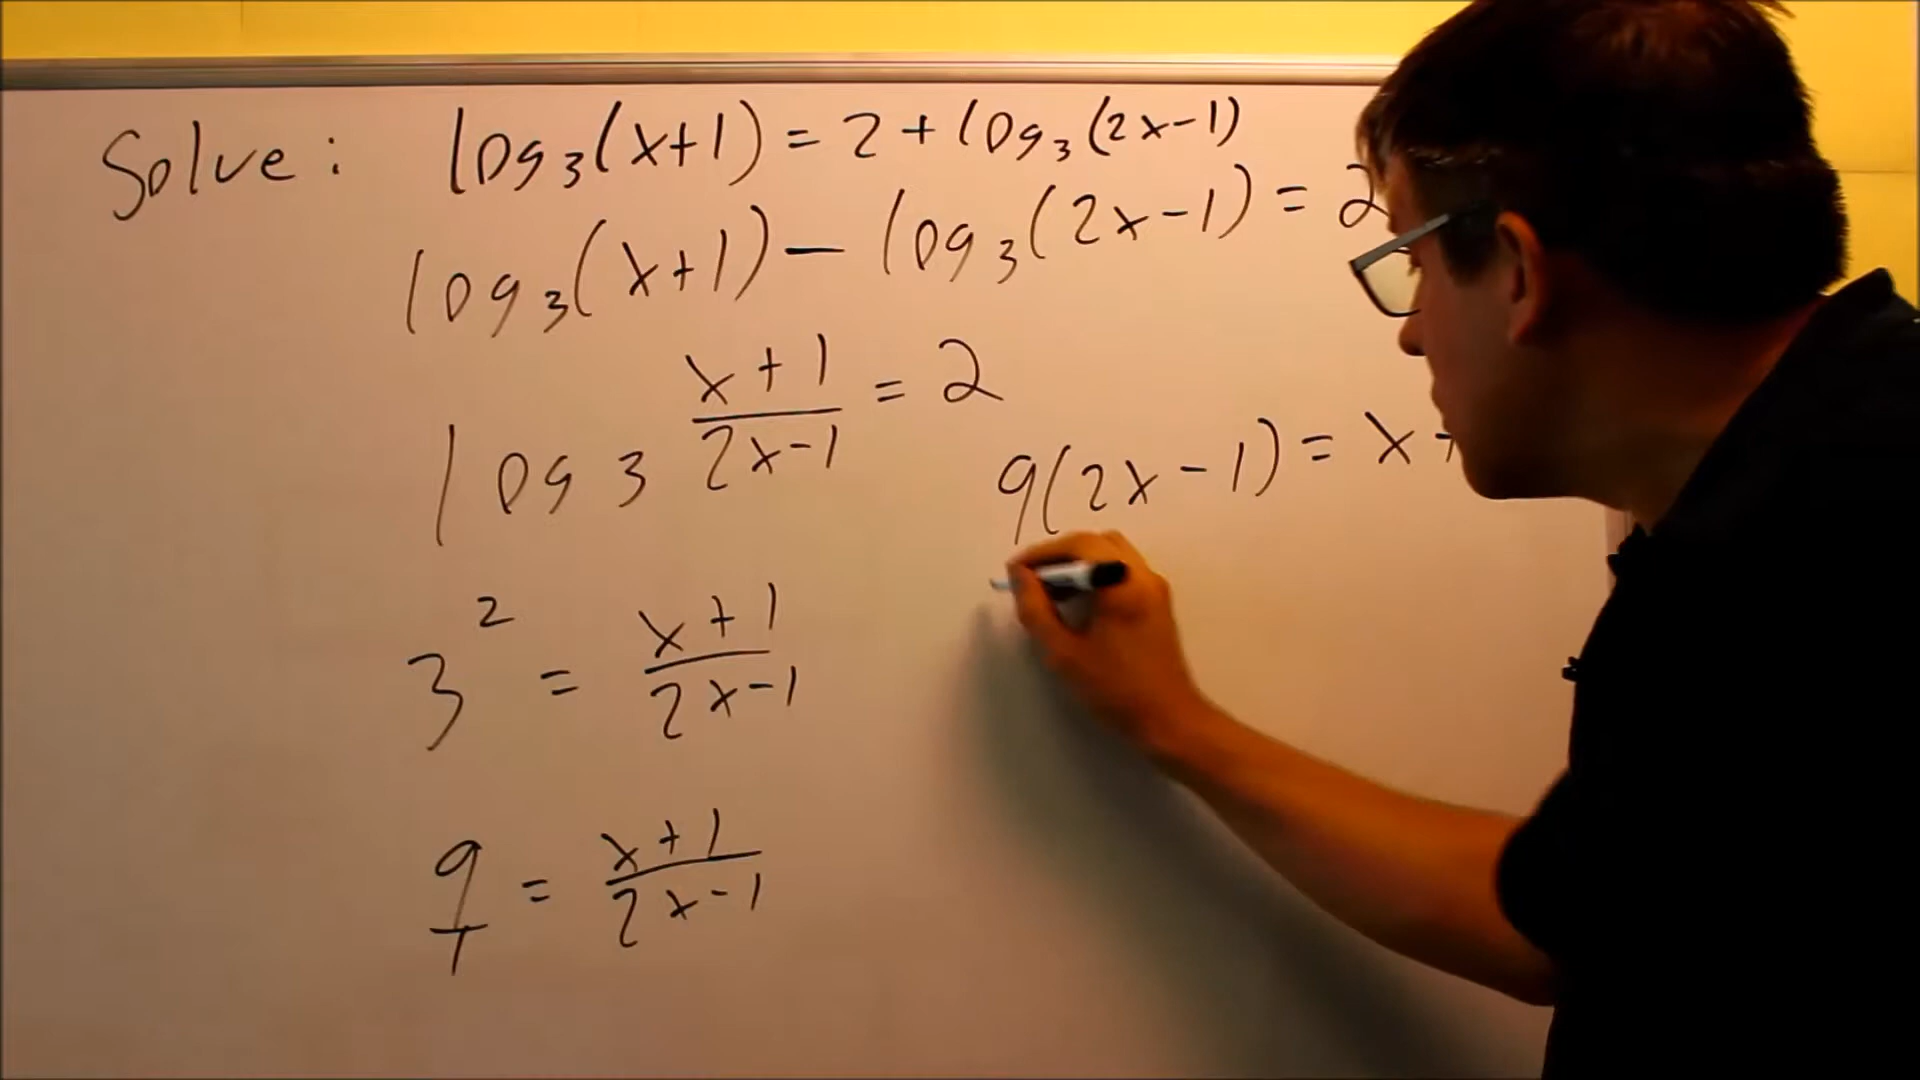 Solve: log₃(x+1) = 2 + log₃(2x-1)
log₃(x+1) - log₃(2x-1) = 2
log₃ (x+1)/(2x-1) = 2
3² = (x+1)/(2x-1)
9/1 = (x+1)/(2x-1)
9(2x-1) = x+